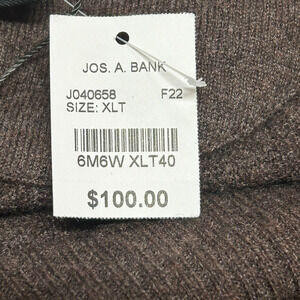 JOS. A. BANK
J040658 F22
SIZE: XLT
6M6W XLT40
$100.00